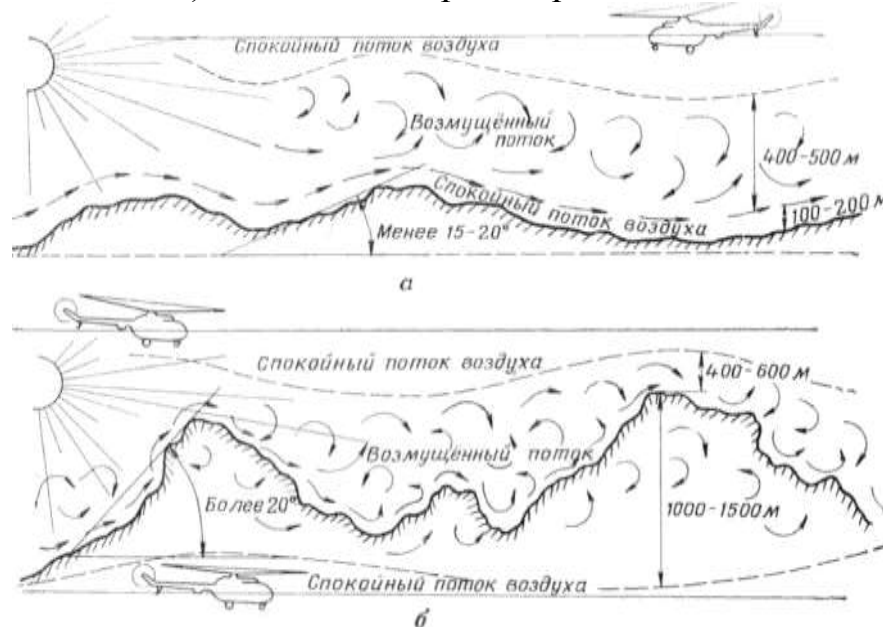 Спокойный поток воздуха
Возмущённый
поток
400-500 м
Спокойный поток воздуха
100-200 м
Менее 15-20°
а
Спокойный поток воздуха
400-600 м
Возмущённый поток
Более 20°
1000-1500 м
Спокойный поток воздуха
б